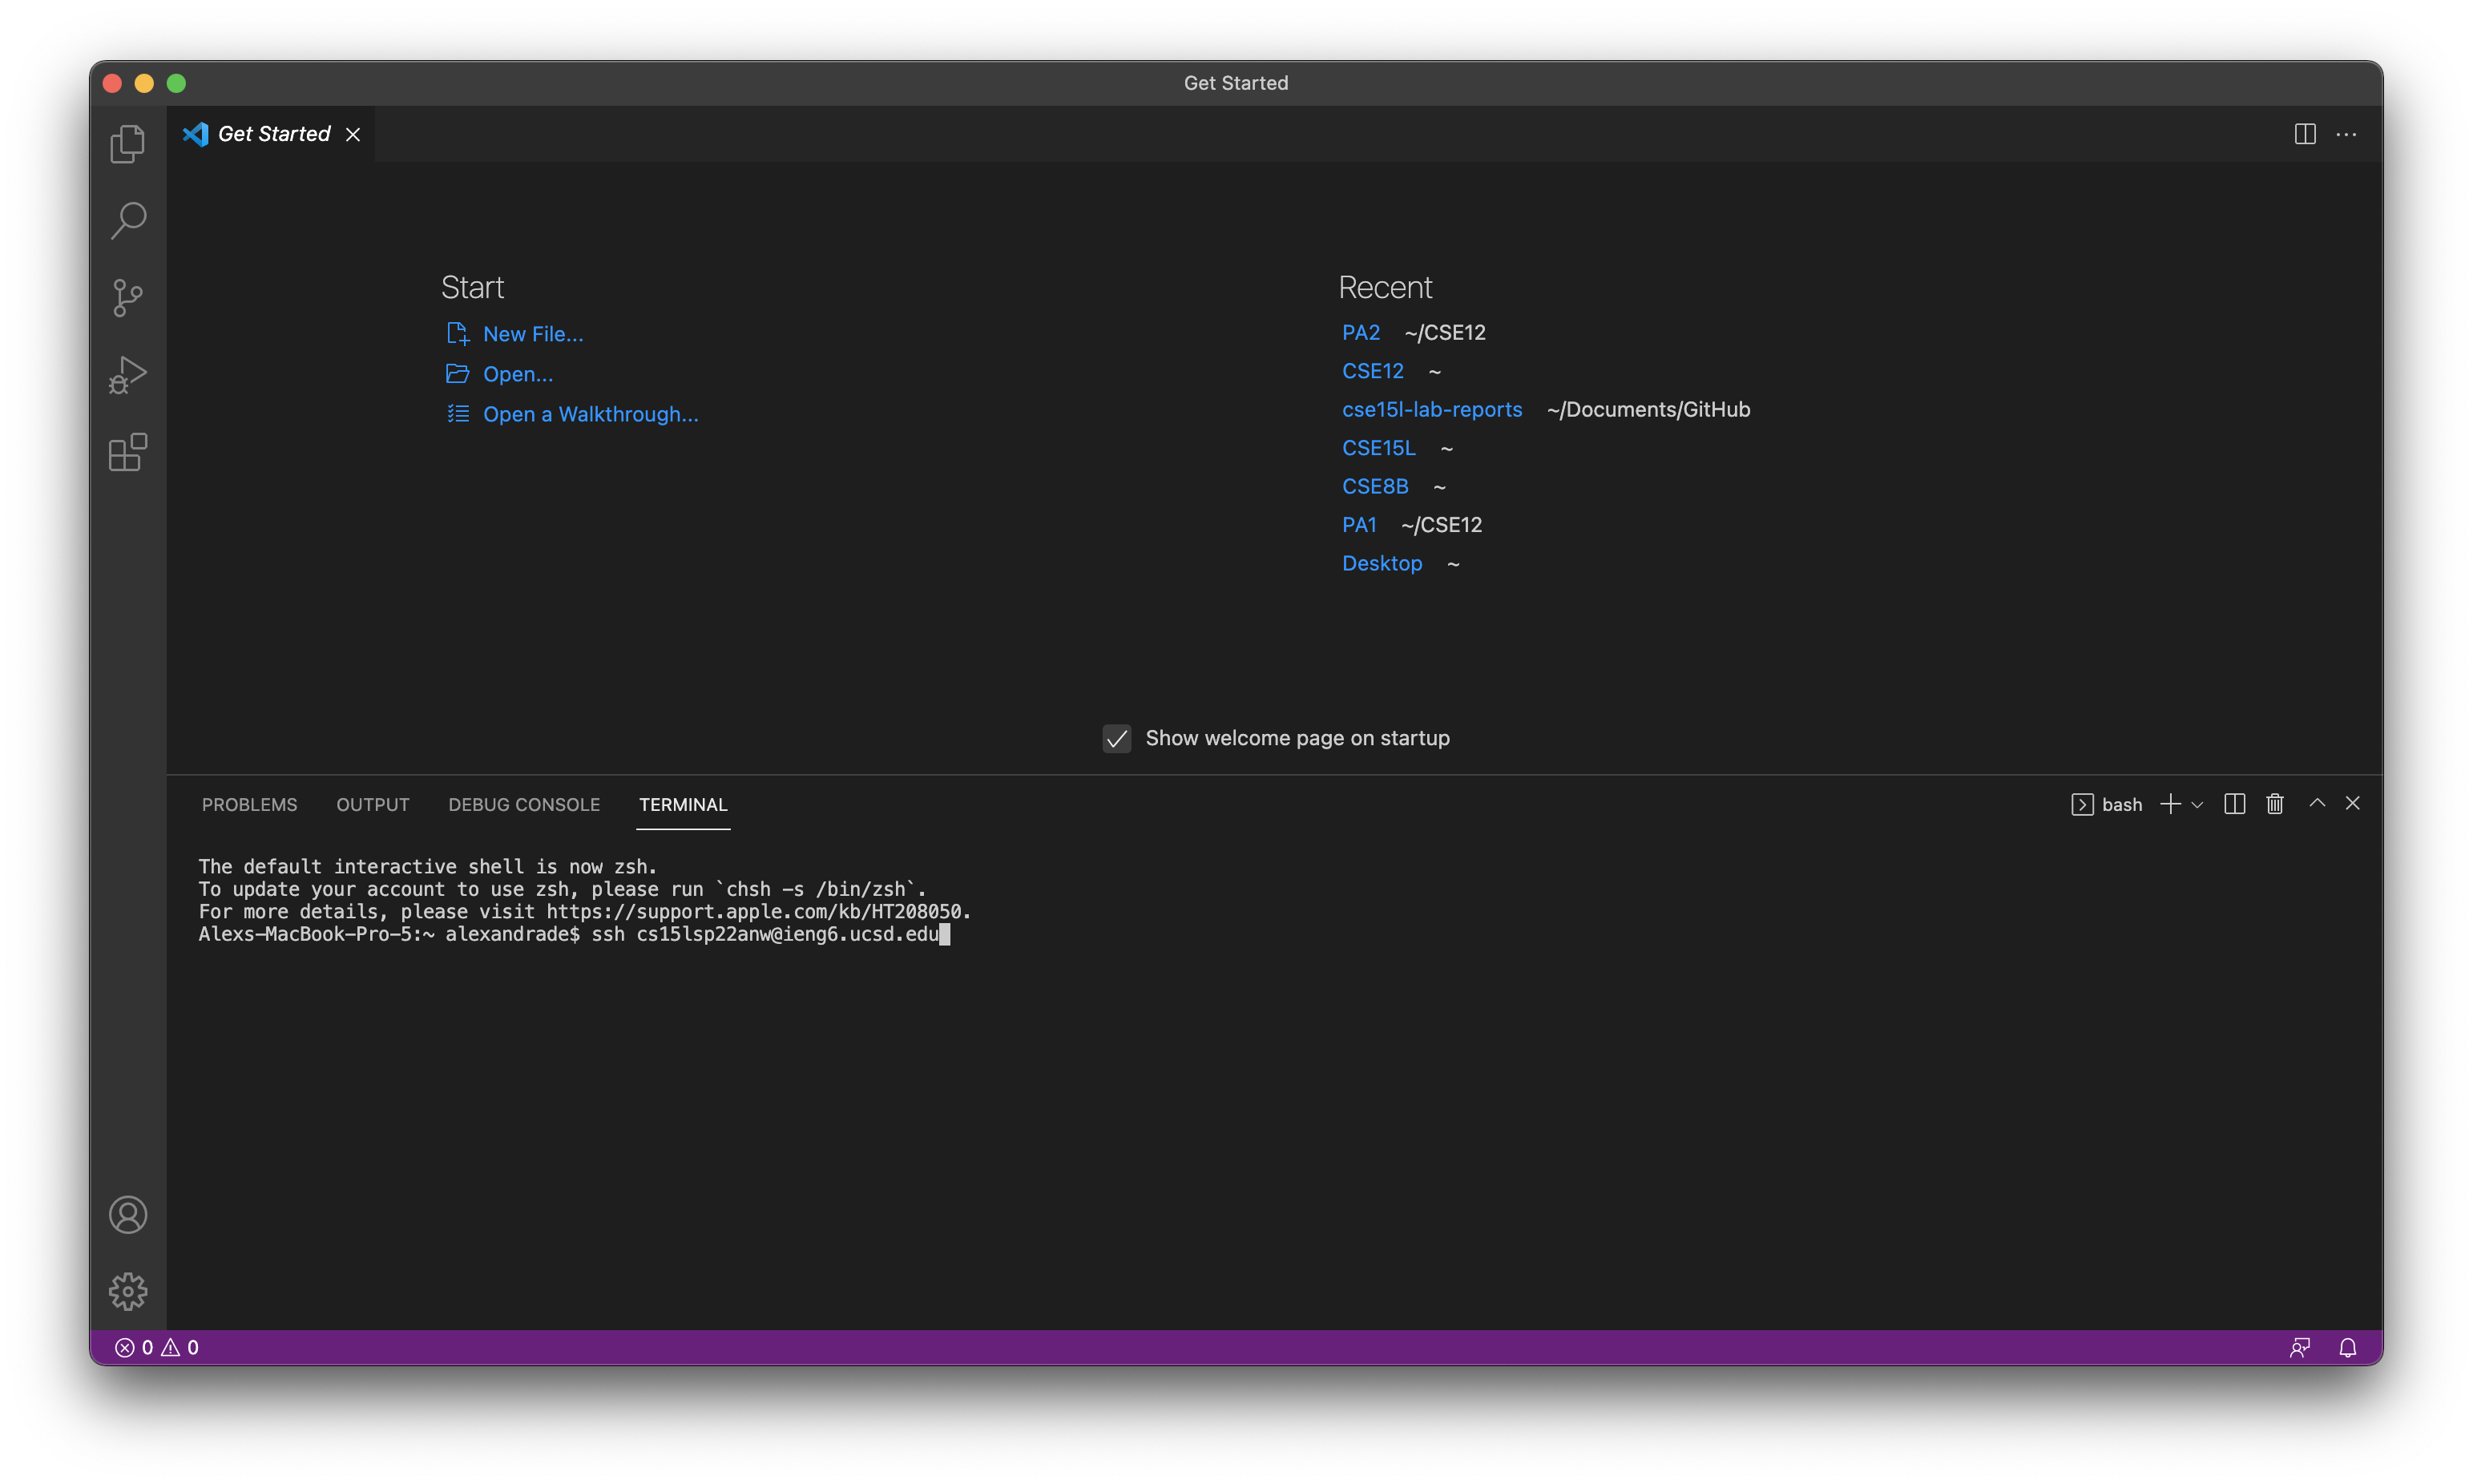 Get Started
Get Started
Start
New File...
Open...
Open a Walkthrough...
Recent
PA2 ~/CSE12
CSE12 ~
cse15l-lab-reports ~/Documents/GitHub
CSE15L ~
CSE8B ~
PA1 ~/CSE12
Desktop ~
Show welcome page on startup
PROBLEMS OUTPUT DEBUG CONSOLE TERMINAL bash
The default interactive shell is now zsh.
To update your account to use zsh, please run `chsh -s /bin/zsh`.
For more details, please visit https://support.apple.com/kb/HT208050.
Alexs-MacBook-Pro-5:~ alexandrade$ ssh cs15lsp22anw@ieng6.ucsd.edu
0 0